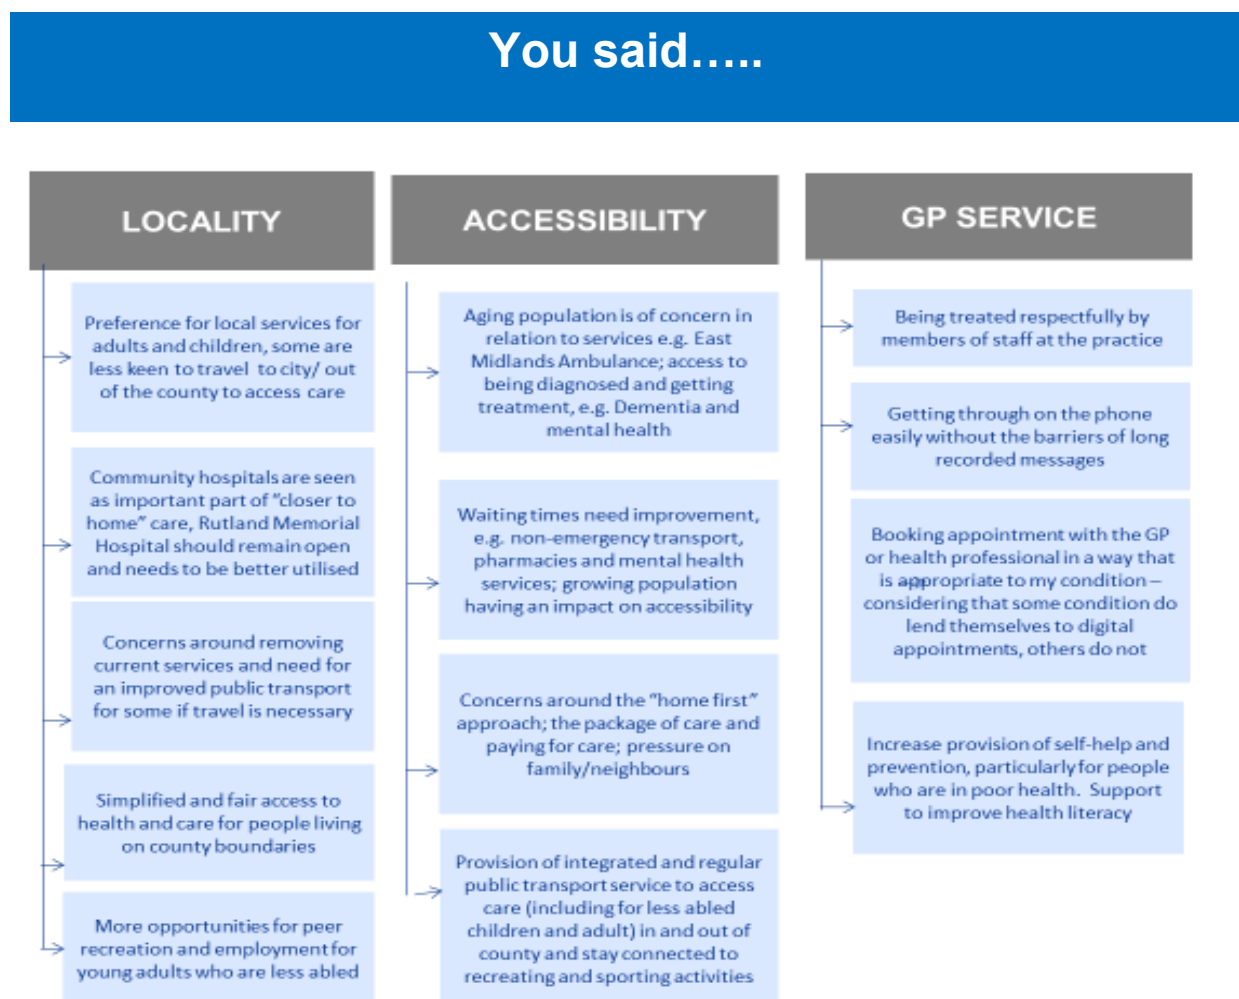 You said…..
LOCALITY
Preference for local services for
adults and children, some are
less keen to travel to city/ out
of the county to access care
Community hospitals are seen
as important part of "closer to
home" care, Rutland Memorial
Hospital should remain open
and needs to be better utilised
Concerns around removing
current services and need for
an improved public transport
for some if travel is necessary
Simplified and fair access to
health and care for people living
on county boundaries
More opportunities for peer
recreation and employment for
young adults who are less abled
ACCESSIBILITY
Aging population is of concern in
relation to services e.g. East
Midlands Ambulance; access to
being diagnosed and getting
treatment, e.g. Dementia and
mental health
Waiting times need improvement,
e.g. non-emergency transport,
pharmacies and mental health
services; growing population
having an impact on accessibility
Concerns around the "home first"
approach; the package of care and
paying for care; pressure on
family/neighbours
Provision of integrated and regular
public transport service to access
care (including for less abled
children and adult) in and out of
county and stay connected to
recreating and sporting activities
GP SERVICE
Being treated respectfully by
members of staff at the practice
Getting through on the phone
easily without the barriers of long
recorded messages
Booking appointment with the GP
or health professional in a way that
is appropriate to my condition –
considering that some condition do
lend themselves to digital
appointments, others do not
Increase provision of self-help and
prevention, particularly for people
who are in poor health. Support
to improve health literacy